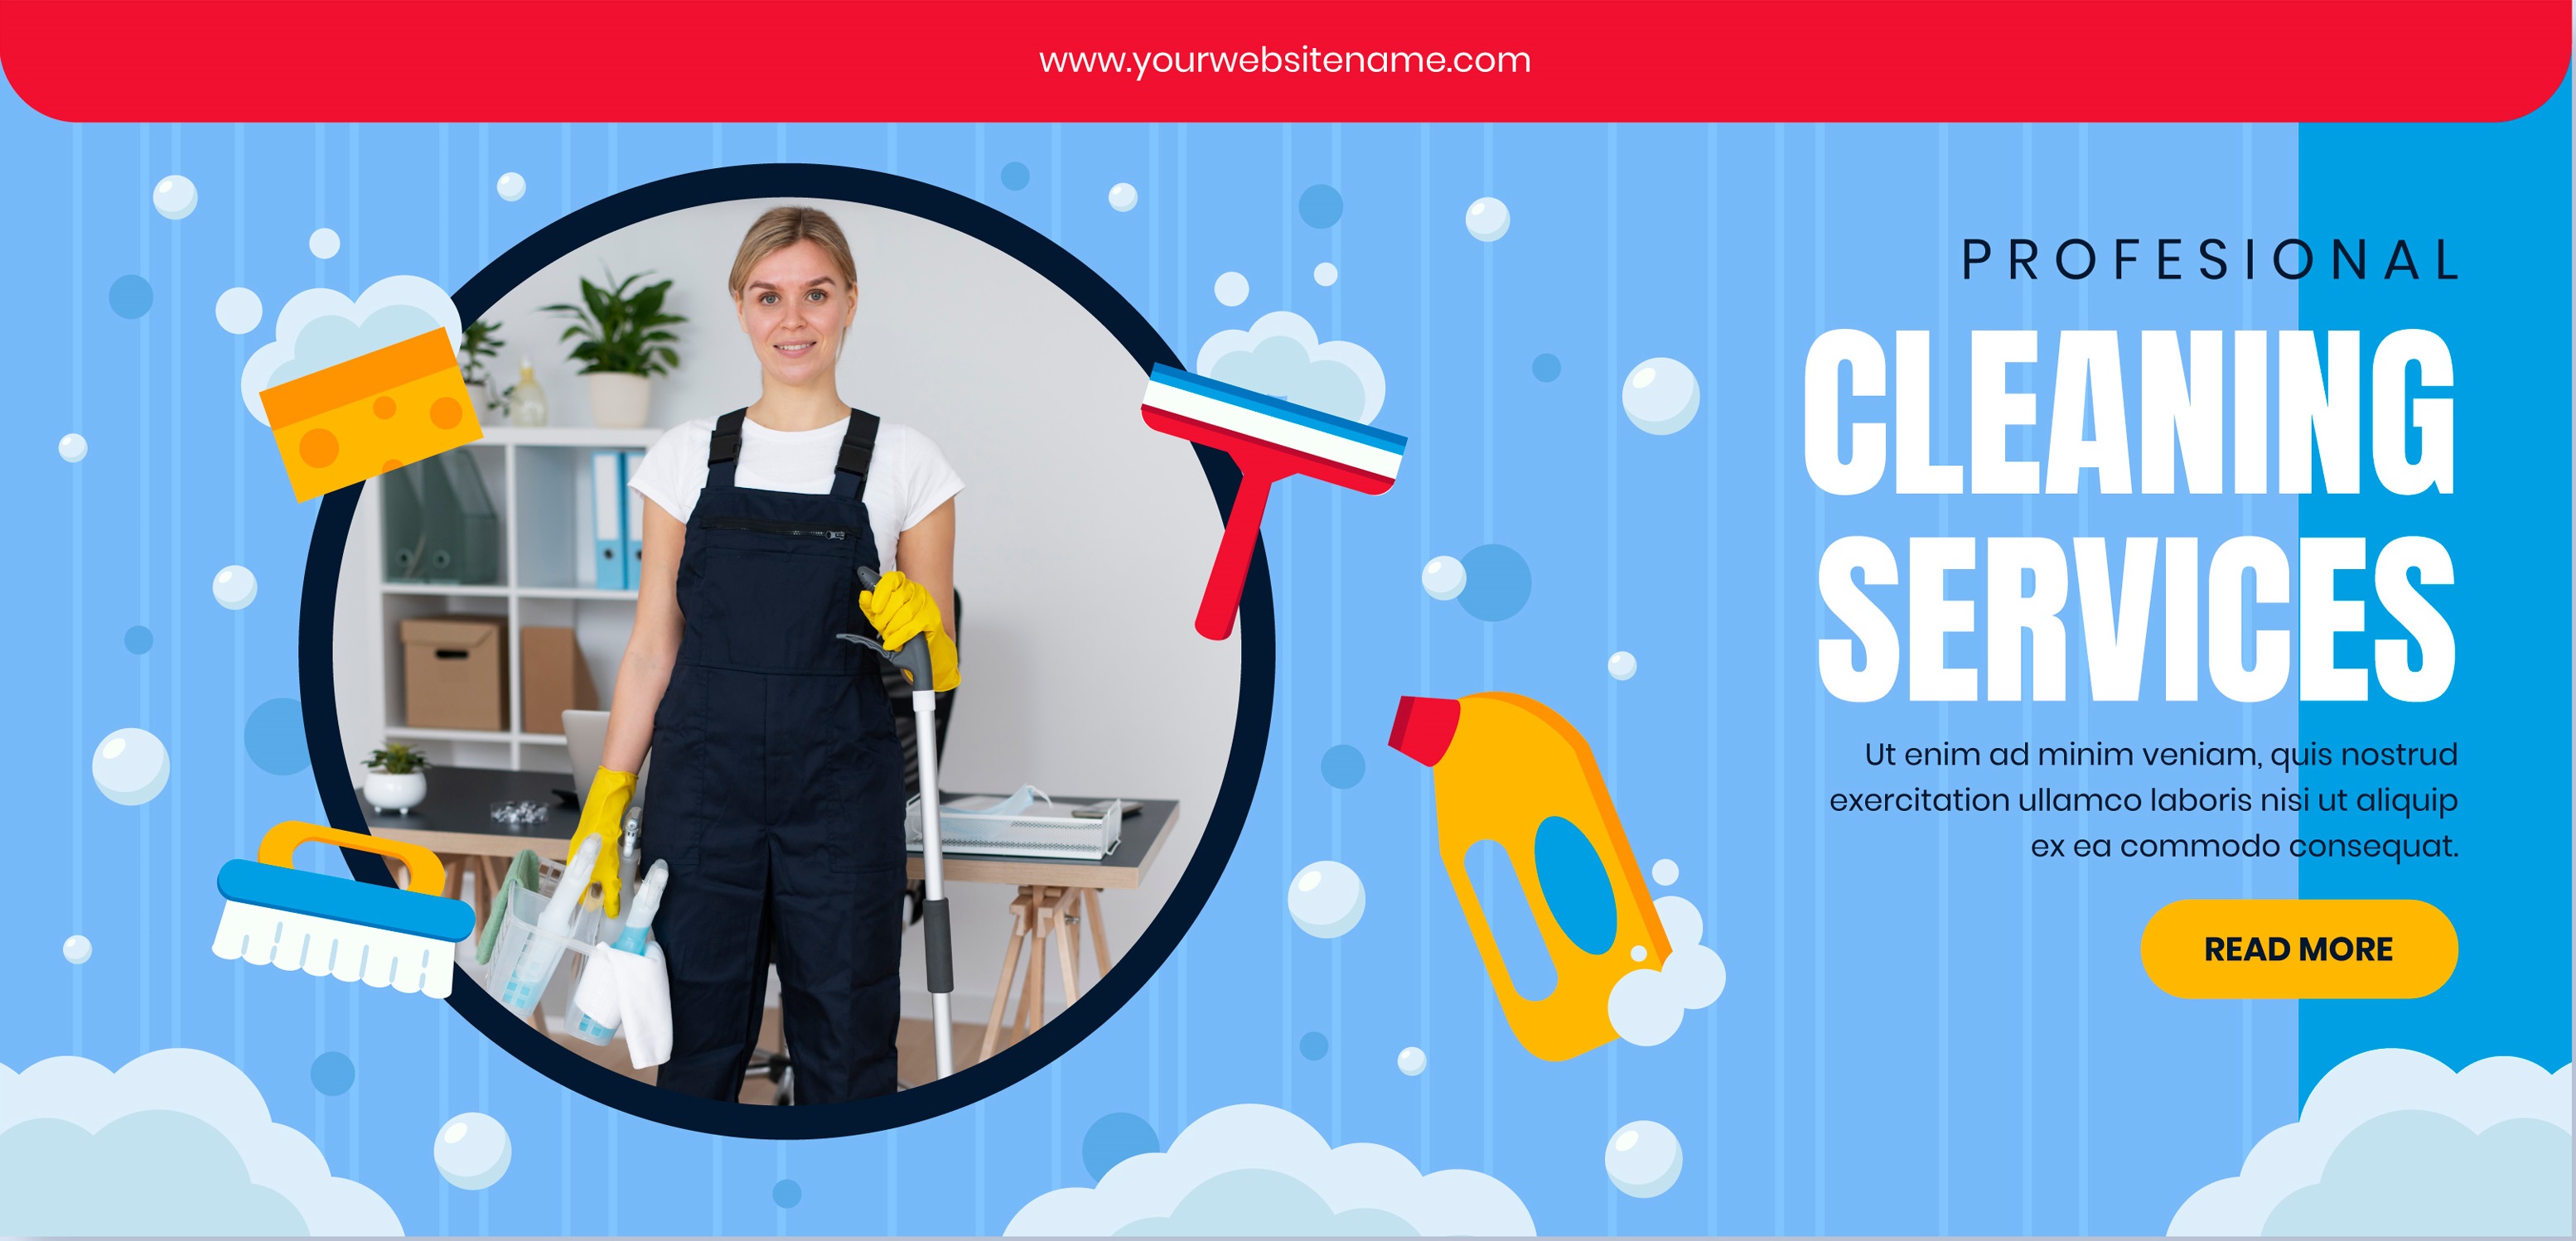 www.yourwebsitename.com
PROFESIONAL
CLEANING
SERVICES
Ut enim ad minim veniam, quis nostrud
exercitation ullamco laboris nisi ut aliquip
ex ea commodo consequat.
READ MORE